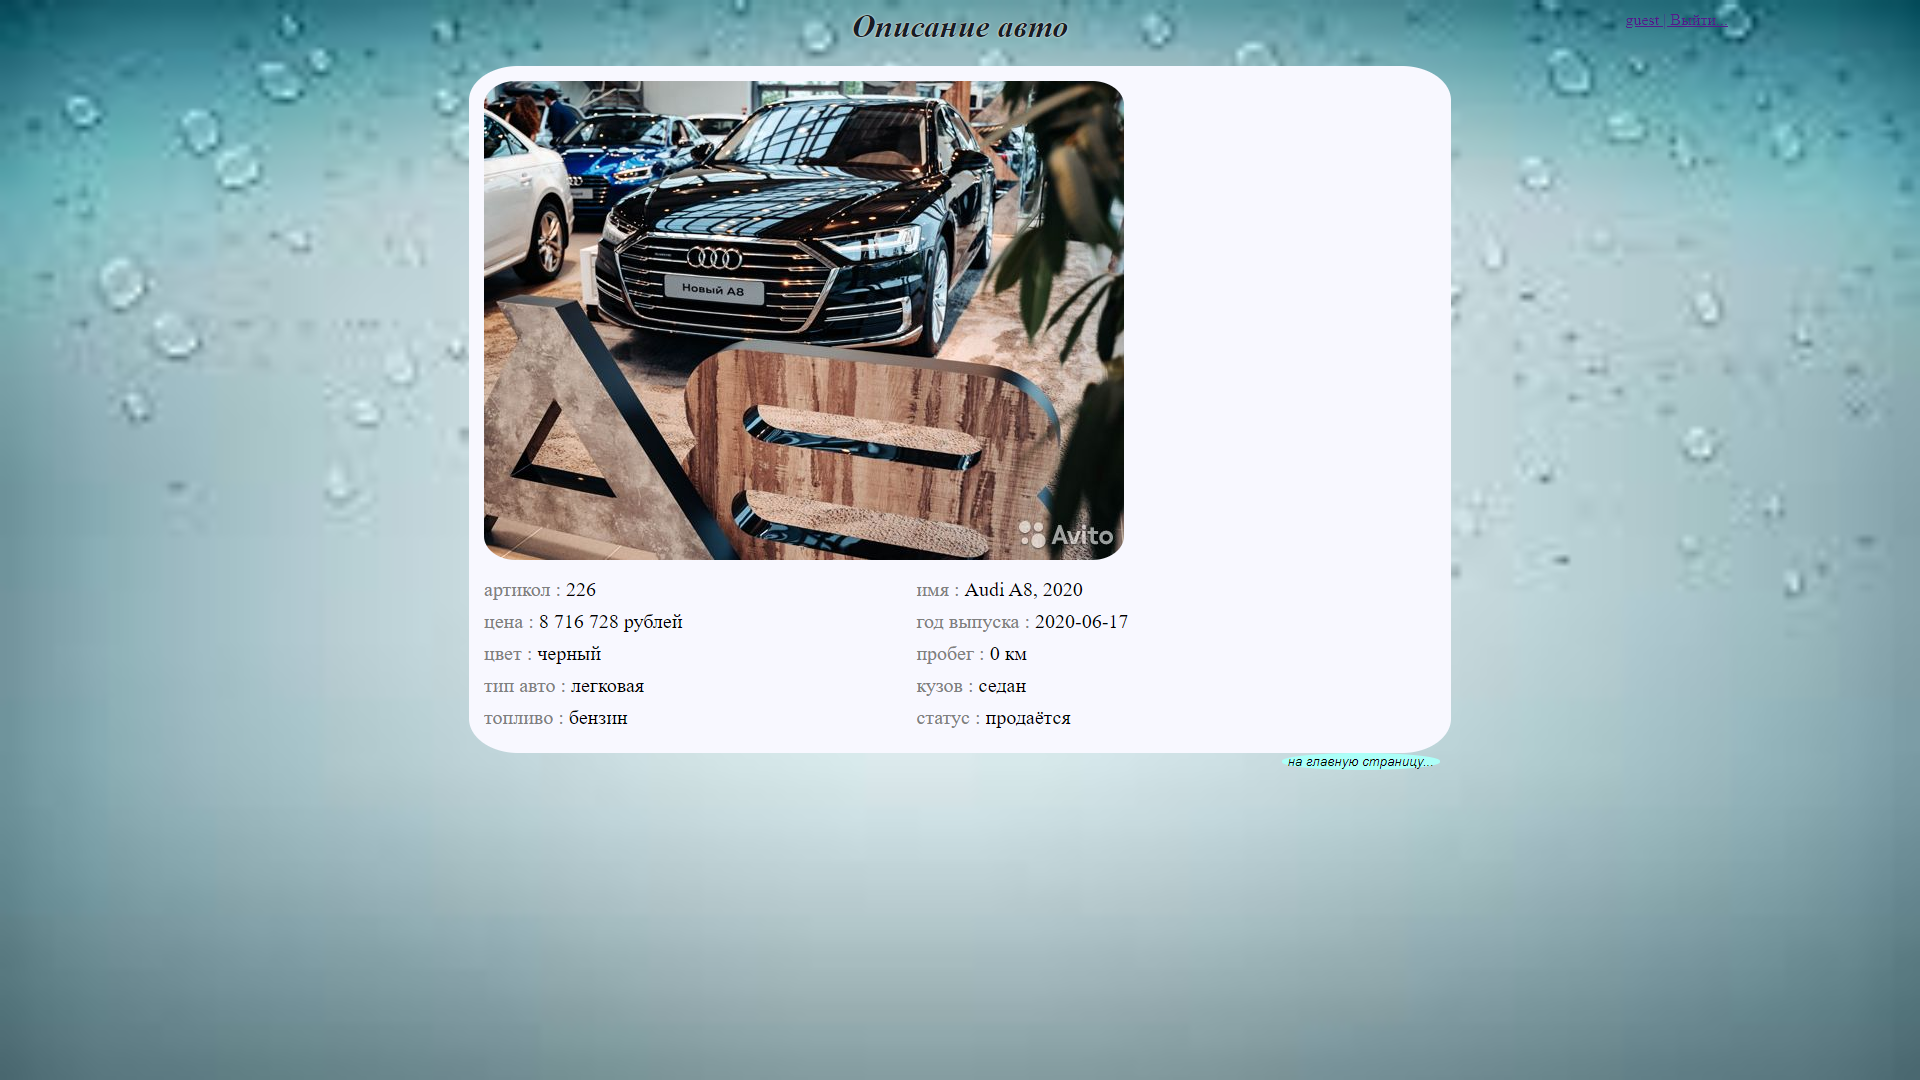 Описание авто
guest | Выйти...
Новый A8
A8
Avito
артикол : 226
имя : Audi A8, 2020
цена : 8 716 728 рублей
год выпуска : 2020-06-17
цвет : черный
пробег : 0 км
тип авто : легковая
кузов : седан
топливо : бензин
статус : продаётся
на главную страницу...